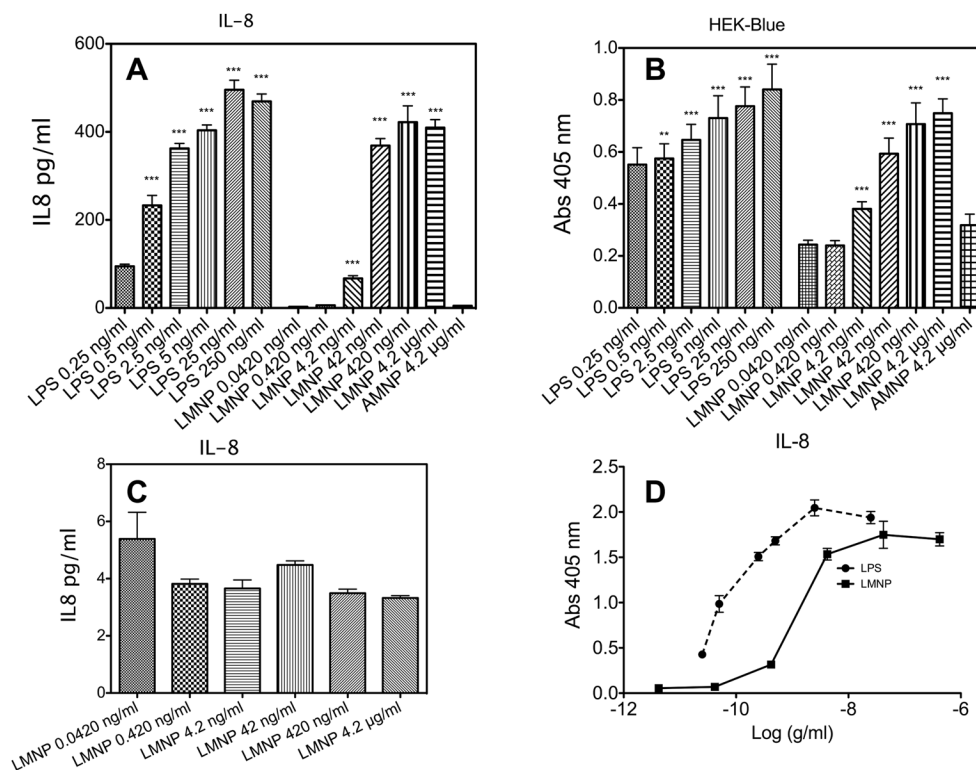 IL–8
A
IL8 pg/ml
600
400
200
0
***
***
***
***
***
***
***
***
***
LPS 0.25 ng/ml
LPS 0.5 ng/ml
LPS 2.5 ng/ml
LPS 5 ng/ml
LPS 25 ng/ml
LPS 250 ng/ml
LMNP 0.0420 ng/ml
LMNP 0.420 ng/ml
LMNP 4.2 ng/ml
LMNP 42 ng/ml
LMNP 420 ng/ml
LMNP 4.2 µg/ml
AMNP 4.2 µg/ml
HEK-Blue
B
Abs 405 nm
1.0
0.8
0.6
0.4
0.2
0.0
**
***
***
***
***
***
***
***
***
LPS 0.25 ng/ml
LPS 0.5 ng/ml
LPS 2.5 ng/ml
LPS 5 ng/ml
LPS 25 ng/ml
LPS 250 ng/ml
LMNP 0.0420 ng/ml
LMNP 0.420 ng/ml
LMNP 4.2 ng/ml
LMNP 42 ng/ml
LMNP 420 ng/ml
LMNP 4.2 µg/ml
AMNP 4.2 µg/ml
IL–8
C
IL8 pg/ml
8
6
4
2
0
LMNP 0.0420 ng/ml
LMNP 0.420 ng/ml
LMNP 4.2 ng/ml
LMNP 42 ng/ml
LMNP 420 ng/ml
LMNP 4.2 µg/ml
IL-8
D
Abs 405 nm
2.5
2.0
1.5
1.0
0.5
0.0
LPS
LMNP
-12
-10
-8
-6
Log (g/ml)